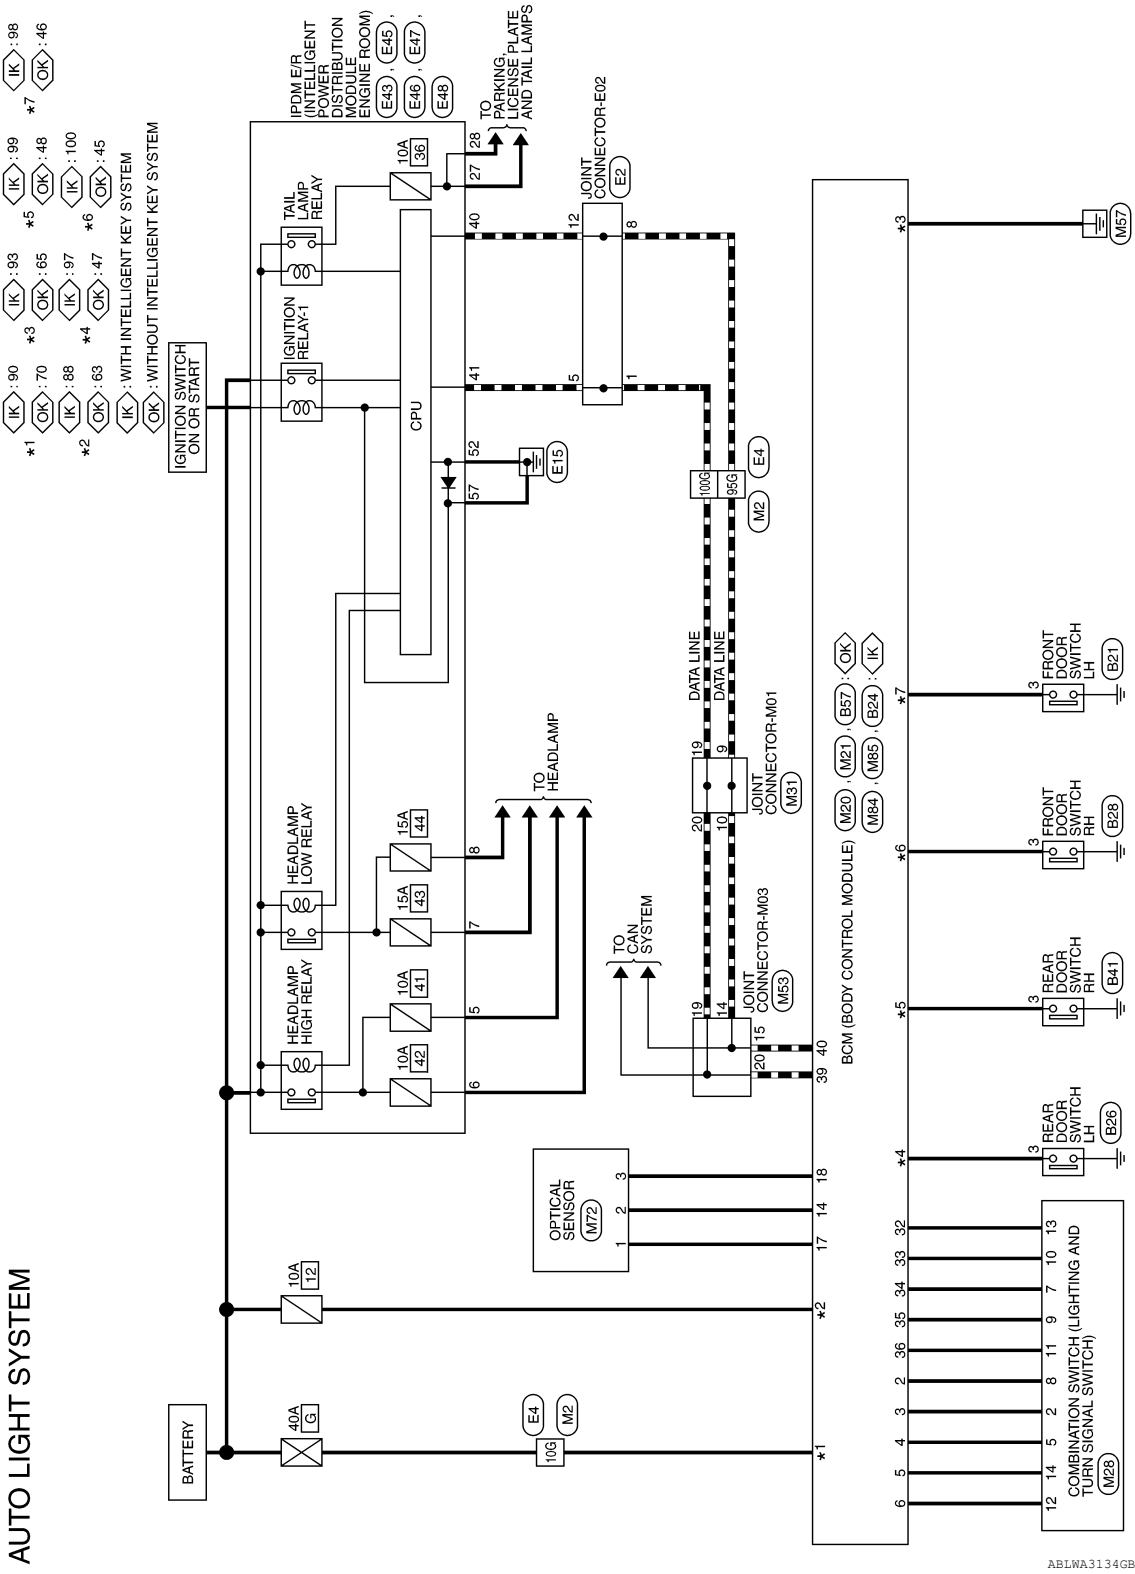 AUTO LIGHT SYSTEM
BATTERY
IGNITION SWITCH
ON OR START
*1
IK : 90
OK : 70
*2
IK : 88
OK : 63
*3
IK : 93
OK : 65
*4
IK : 97
OK : 47
*5
IK : 99
OK : 48
*6
IK : 100
OK : 45
*7
IK : 98
OK : 46
IK : WITH INTELLIGENT KEY SYSTEM
OK : WITHOUT INTELLIGENT KEY SYSTEM
40A
G
10A
12
HEADLAMP
HIGH RELAY
HEADLAMP
LOW RELAY
IGNITION
RELAY-1
TAIL
LAMP
RELAY
IPDM E/R
(INTELLIGENT
POWER
DISTRIBUTION
MODULE
ENGINE ROOM)
E43 , E45 ,
E46 , E47 ,
E48
10A
42
10A
41
15A
43
15A
44
10A
36
CPU
6
5
7
8
57
52
41
40
27
28
TO
HEADLAMP
E15
TO
PARKING,
LICENSE PLATE
AND TAIL LAMPS
10G
E4
M2
OPTICAL
SENSOR
M72
1
2
3
5
12
1
8
JOINT
CONNECTOR-E02
E2
TO
CAN
SYSTEM
19
14
20
15
JOINT
CONNECTOR-M03
M53
20
19
10
9
JOINT
CONNECTOR-M01
M31
DATA LINE
DATA LINE
100G
95G
M2
E4
*1
*2
17
14
18
39
40
BCM (BODY CONTROL MODULE)
M20 , M21 , B57 : OK
M84 , M85 , B24 : IK
6
5
4
3
2
36
35
34
33
32
*4
*5
*6
*7
*3
12
14
5
2
8
11
9
7
10
13
COMBINATION SWITCH (LIGHTING AND
TURN SIGNAL SWITCH)
M28
3
REAR
DOOR
SWITCH
LH
B26
3
REAR
DOOR
SWITCH
RH
B41
3
FRONT
DOOR
SWITCH
RH
B28
3
FRONT
DOOR
SWITCH
LH
B21
M57
ABLWA3134GB